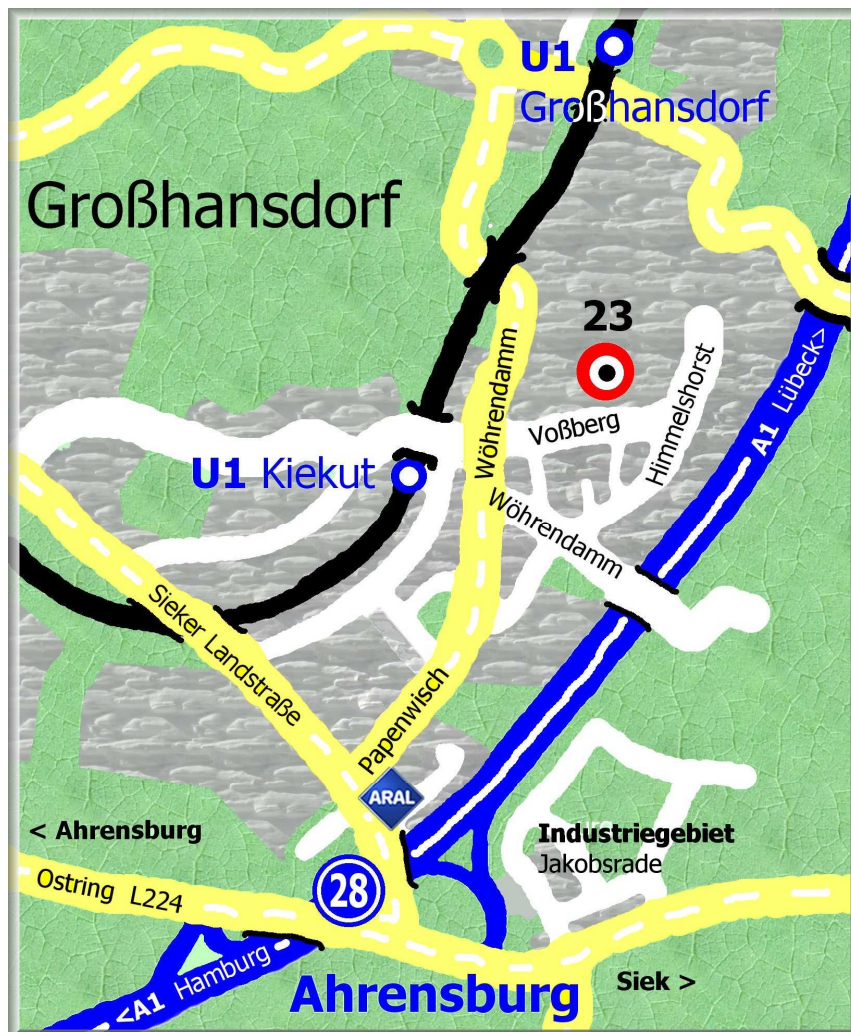 U1
Großhansdorf
Großhansdorf
23
Wöhrendamm
Voßberg
Himmelshorst
A1 Lübeck>
U1 Kiekut
Wöhrendamm
Sieker Landstraße
Papenwisch
ARAL
< Ahrensburg
Industriegebiet
Jakobsrade
28
Ostring L224
<A1 Hamburg
Ahrensburg
Siek >